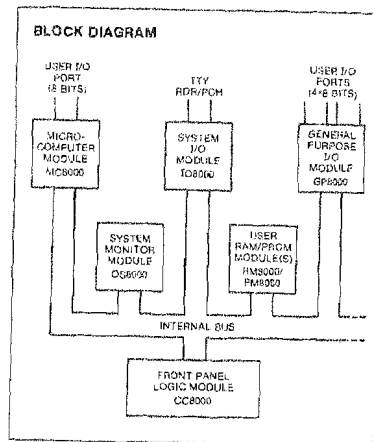 BLOCK DIAGRAM
USER I/O
PORT
(8 BITS)
TTY
RDR/PCH
USER I/O
PORTS
(4×8 BITS)
MICRO-
COMPUTER
MODULE
MC8000
SYSTEM
I/O
MODULE
IO8000
GENERAL
PURPOSE
I/O
MODULE
GP8000
SYSTEM
MONITOR
MODULE
OS8000
USER
RAM/PROM
MODULE(S)
RM8000/
PM8000
INTERNAL BUS
FRONT PANEL
LOGIC MODULE
CC8000